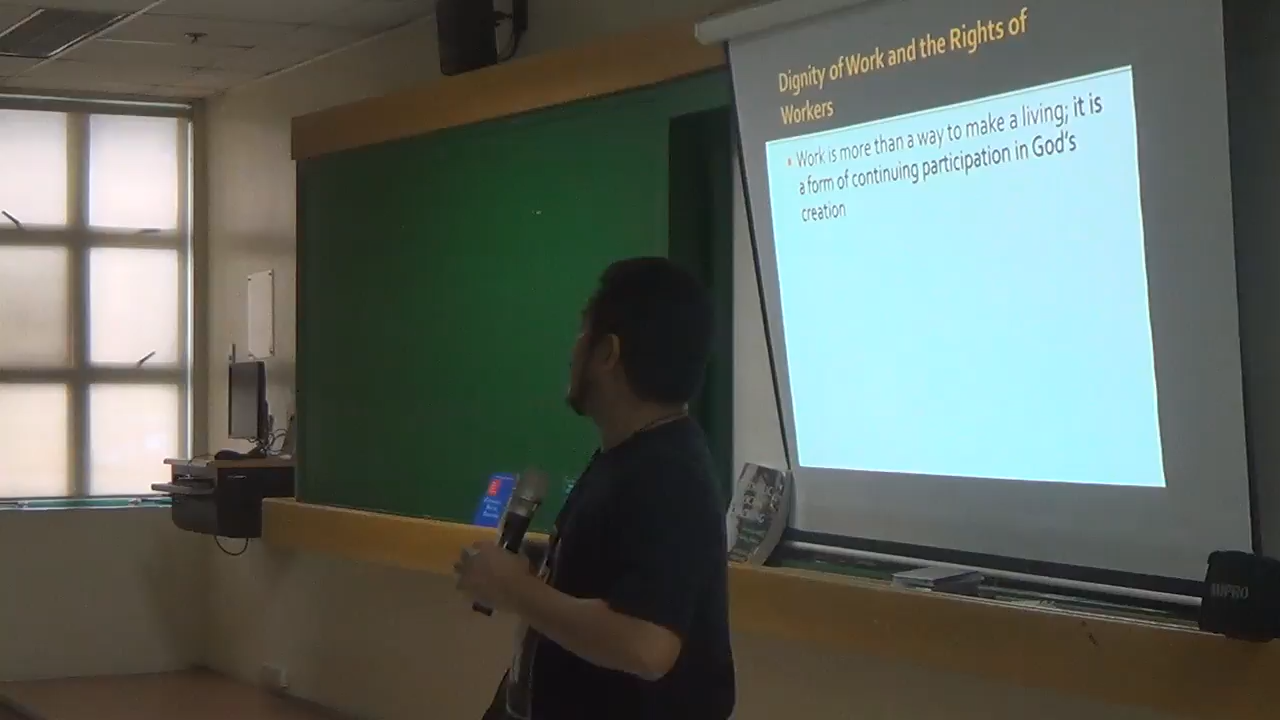 Dignity of Work and the Rights of
Workers
Work is more than a way to make a living; it is
a form of continuing participation in God's
creation